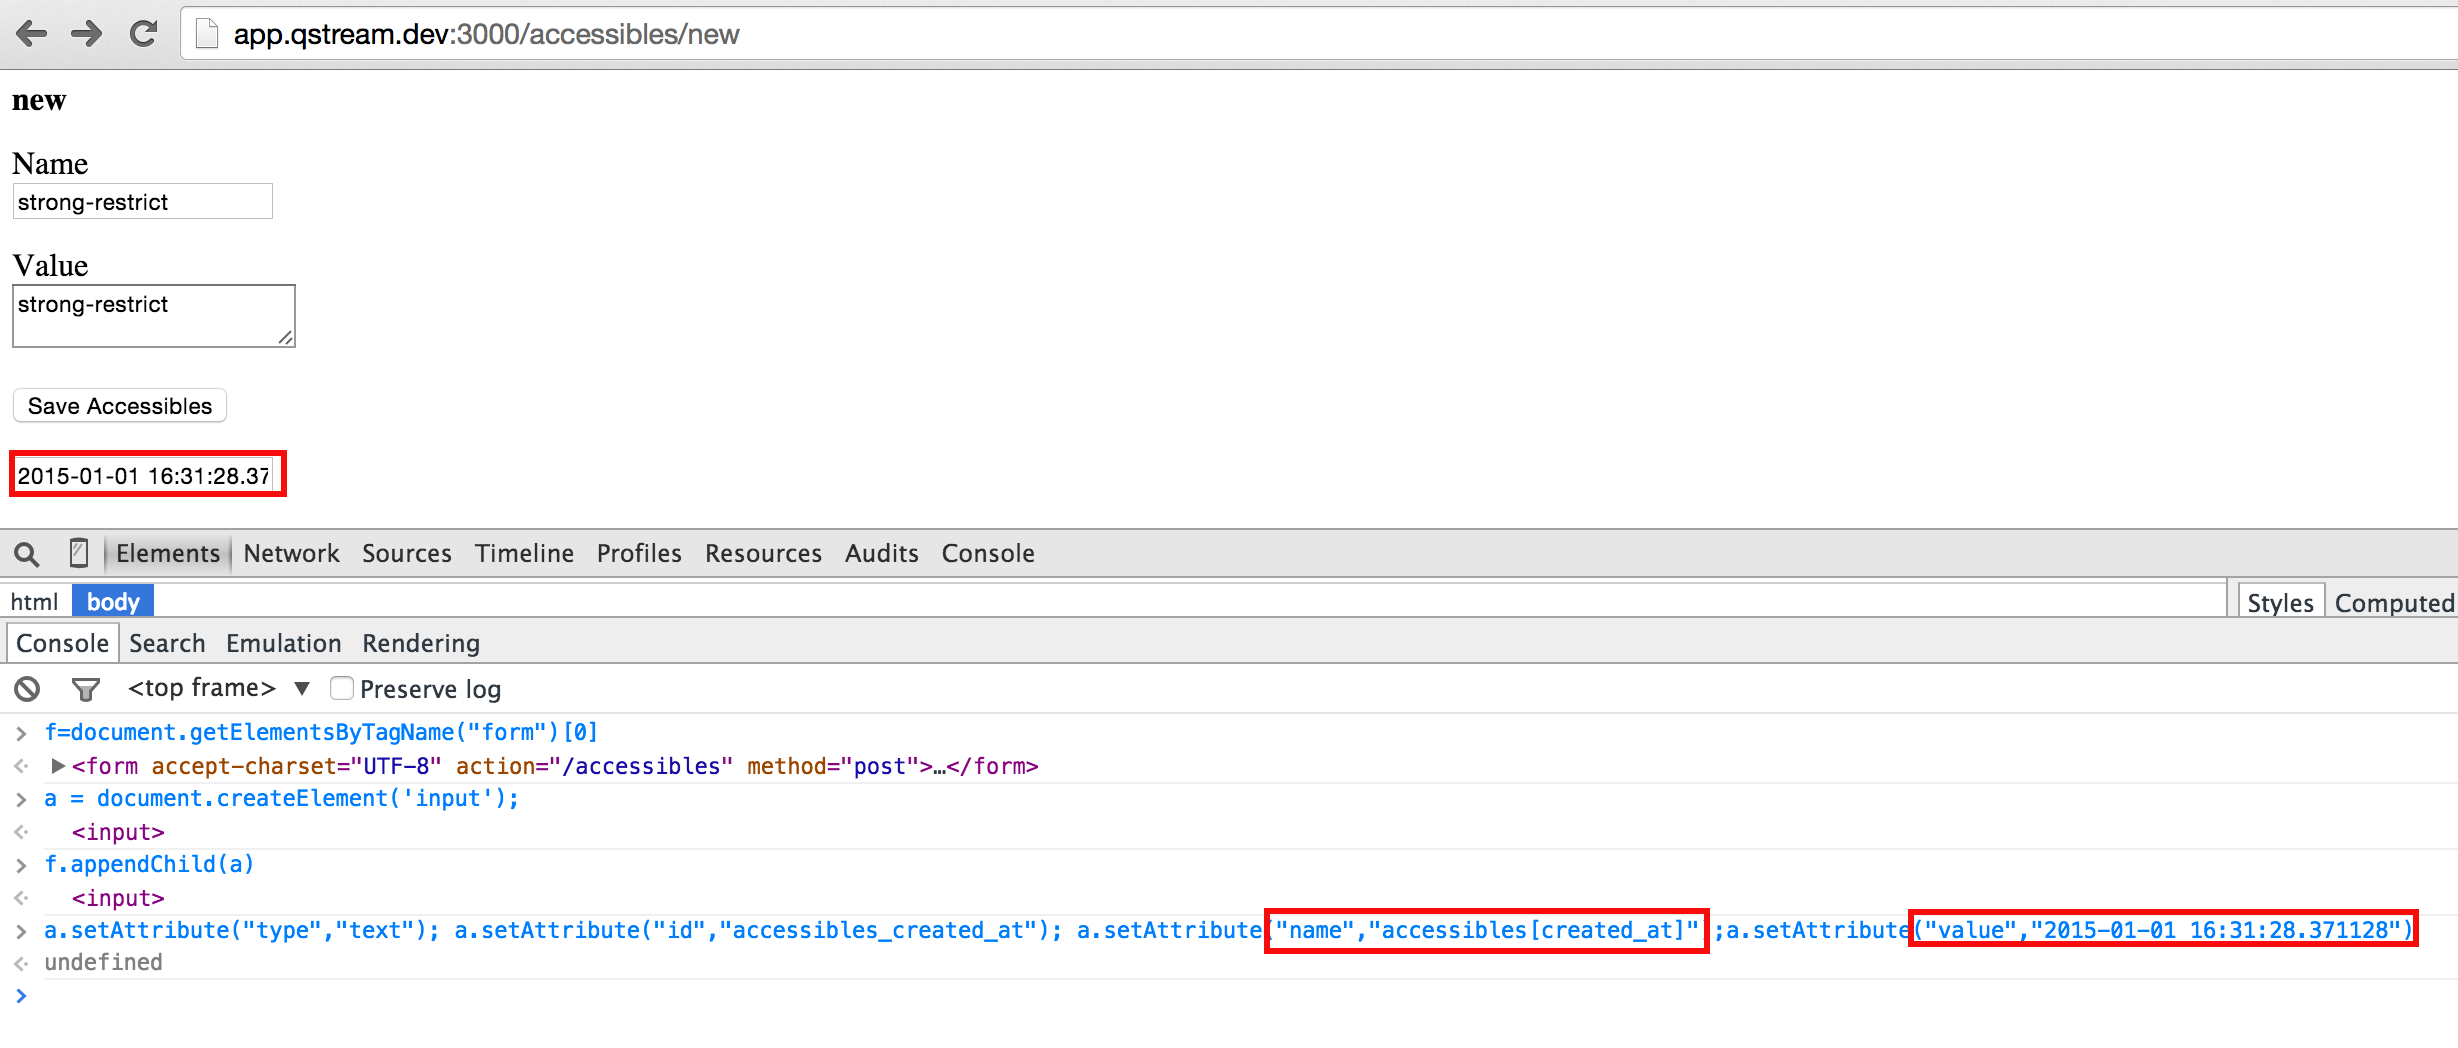 app.qstream.dev:3000/accessibles/new
new
Name
strong-restrict
Value
strong-restrict
Save Accessibles
2015-01-01 16:31:28.37
Elements Network Sources Timeline Profiles Resources Audits Console
html body Styles Computed
Console Search Emulation Rendering
<top frame> ▼ Preserve log
> f=document.getElementsByTagName("form")[0]
<form accept-charset="UTF-8" action="/accessibles" method="post">…</form>
> a = document.createElement('input');
<input>
> f.appendChild(a)
<input>
> a.setAttribute("type","text"); a.setAttribute("id","accessibles_created_at"); a.setAttribute("name","accessibles[created_at]");a.setAttribute("value","2015-01-01 16:31:28.371128")
undefined
>